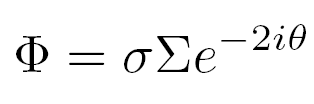 Φ = σΣe^{-2iθ}